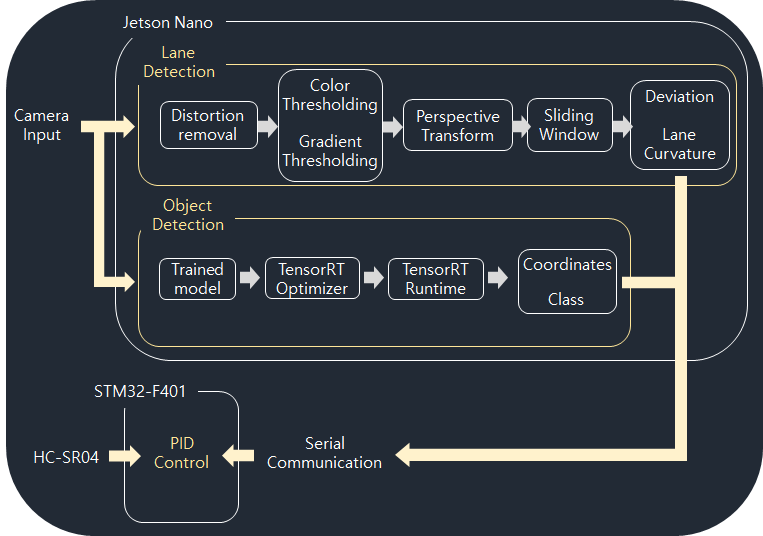 Jetson Nano
Lane
Detection
Camera
Input
Distortion
removal
Color
Thresholding
Gradient
Thresholding
Perspective
Transform
Sliding
Window
Deviation
Lane
Curvature
Object
Detection
Trained
model
TensorRT
Optimizer
TensorRT
Runtime
Coordinates
Class
STM32-F401
HC-SR04
PID
Control
Serial
Communication